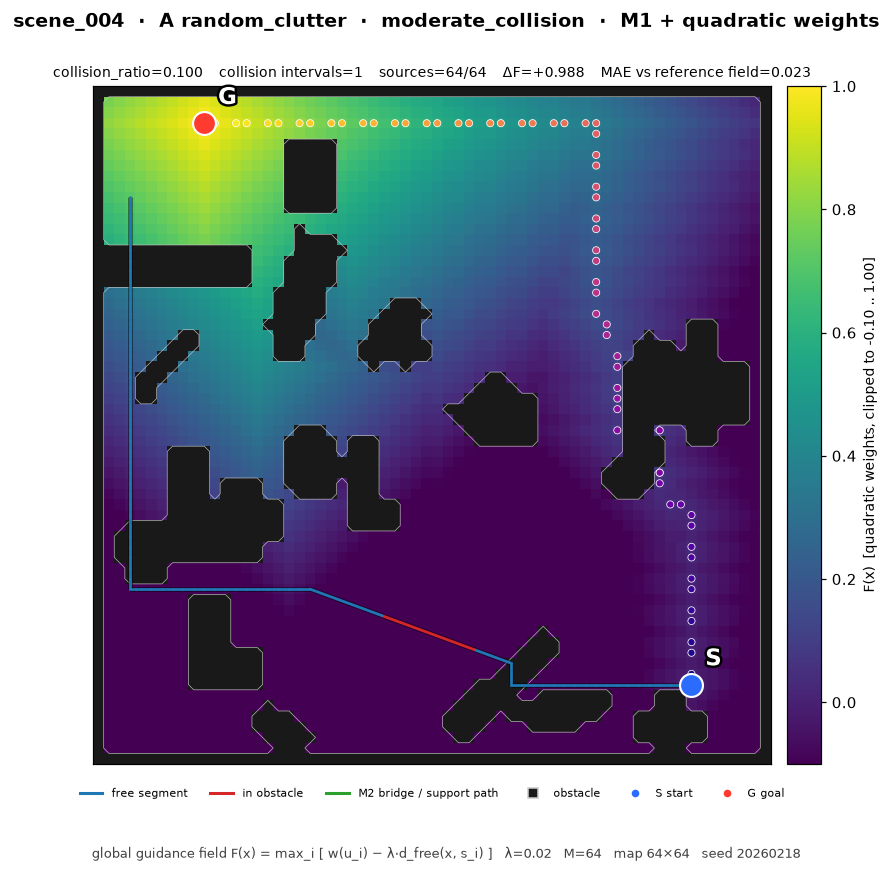 scene_004 · A random_clutter · moderate_collision · M1 + quadratic weights
collision_ratio=0.100 collision intervals=1 sources=64/64 ΔF=+0.988 MAE vs reference field=0.023
G
S
1.0
0.8
0.6
0.4
0.2
0.0
F(x) [quadratic weights, clipped to -0.10 .. 1.00]
free segment
in obstacle
M2 bridge / support path
obstacle
S start
G goal
global guidance field F(x) = max_i [ w(u_i) − λ·d_free(x, s_i) ] λ=0.02 M=64 map 64×64 seed 20260218